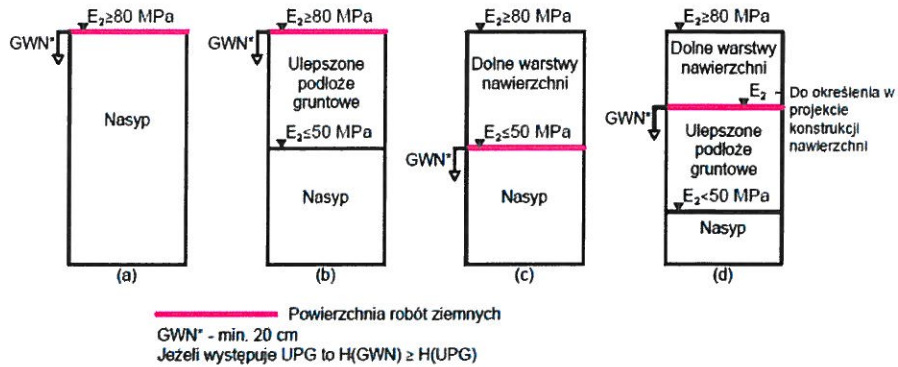 E₂≥80 MPa
GWN*
Nasyp
(a)
E₂≥80 MPa
GWN*
Ulepszone
podłoże
gruntowe
E₂≤50 MPa
Nasyp
(b)
E₂≥80 MPa
Dolne warstwy
nawierzchni
E₂≤50 MPa
GWN*
Nasyp
(c)
E₂≥80 MPa
Dolne warstwy
nawierzchni
E₂
Do określenia w
projekcie
konstrukcji
nawierzchni
GWN*
Ulepszone
podłoże
gruntowe
E₂<50 MPa
Nasyp
(d)
Powierzchnia robót ziemnych
GWN* - min. 20 cm
Jeżeli występuje UPG to H(GWN) ≥ H(UPG)